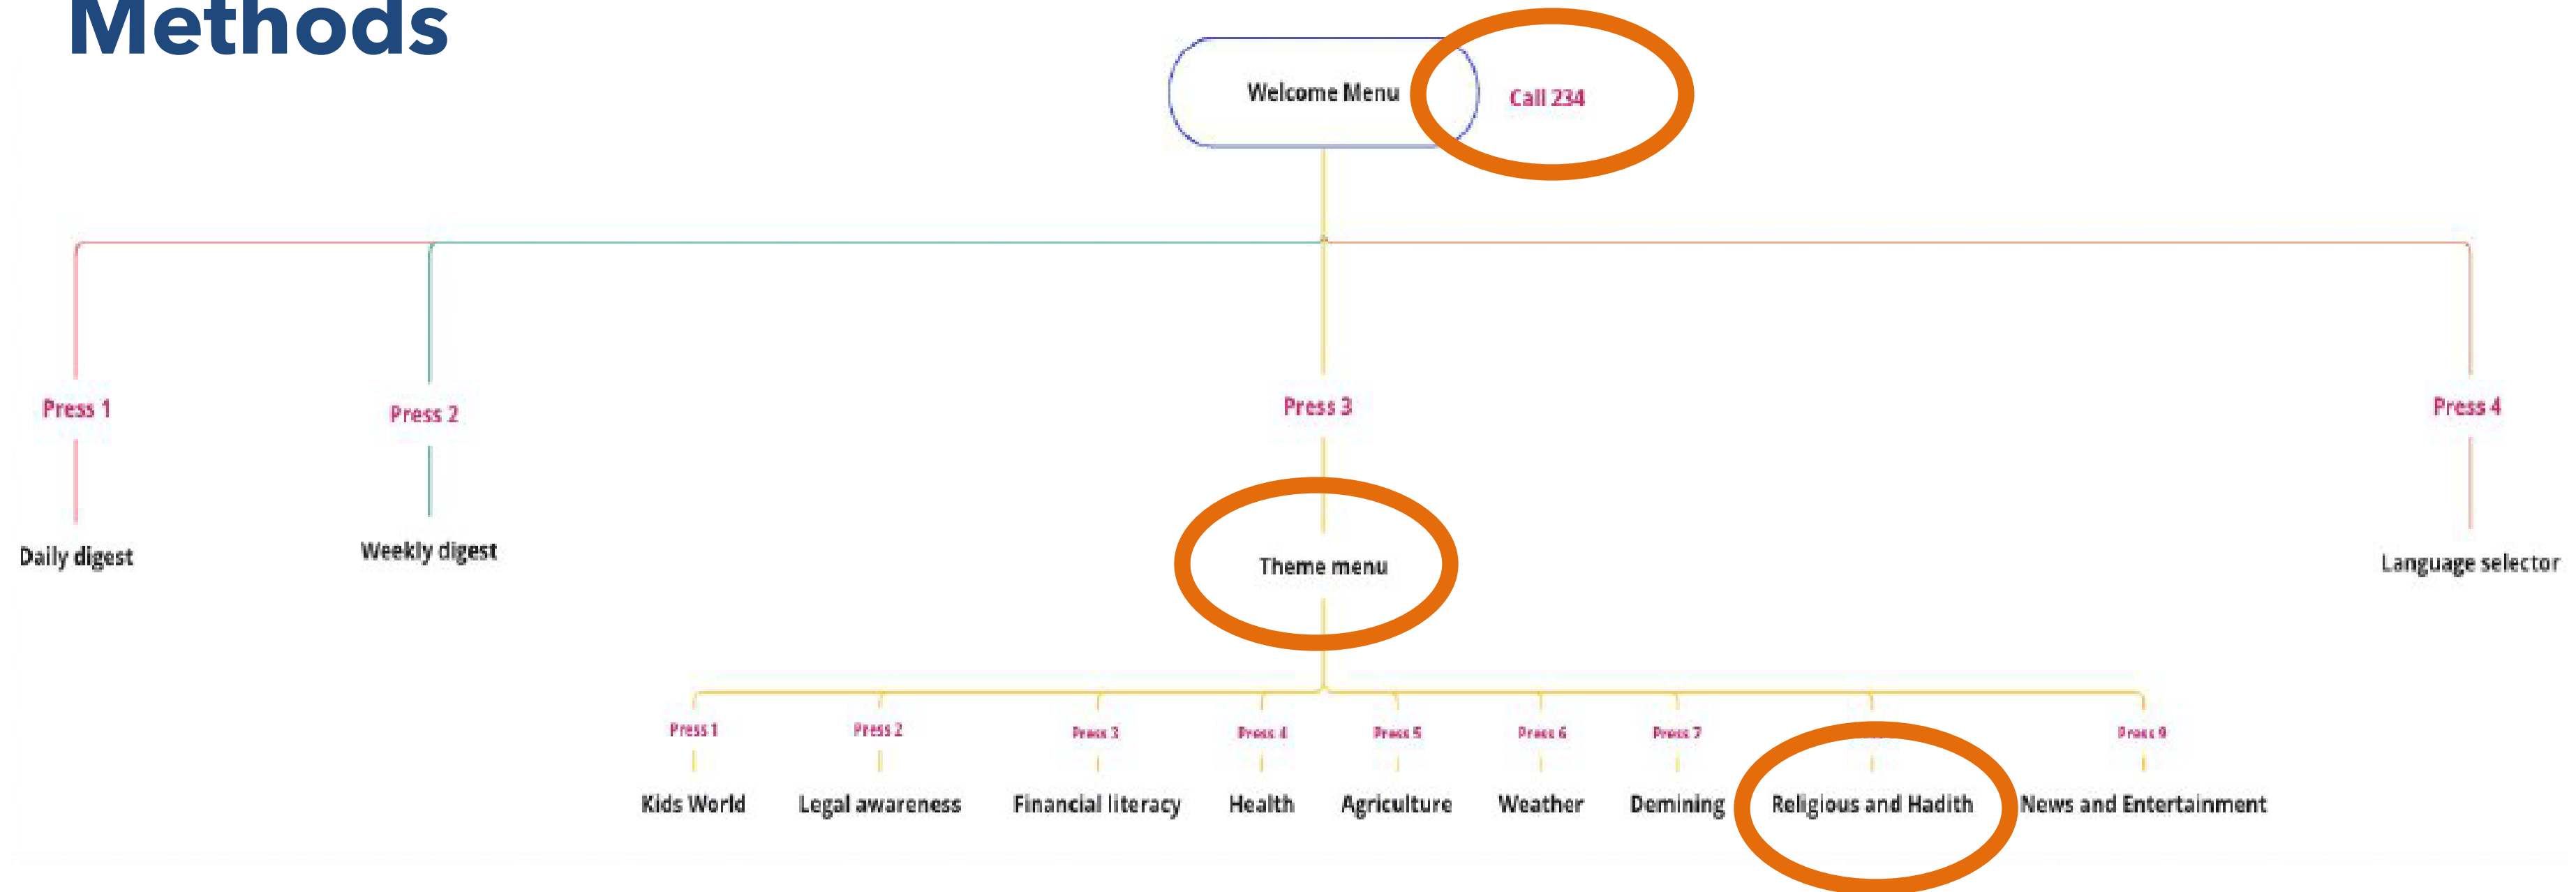 Methods
Welcome Menu
Call 234
Press 1
Press 2
Press 3
Press 4
Daily digest
Weekly digest
Theme menu
Language selector
Press 1
Press 2
Press 3
Press 4
Press 5
Press 6
Press 7
Press 9
Kids World
Legal awareness
Financial literacy
Health
Agriculture
Weather
Demining
Religious and Hadith
News and Entertainment